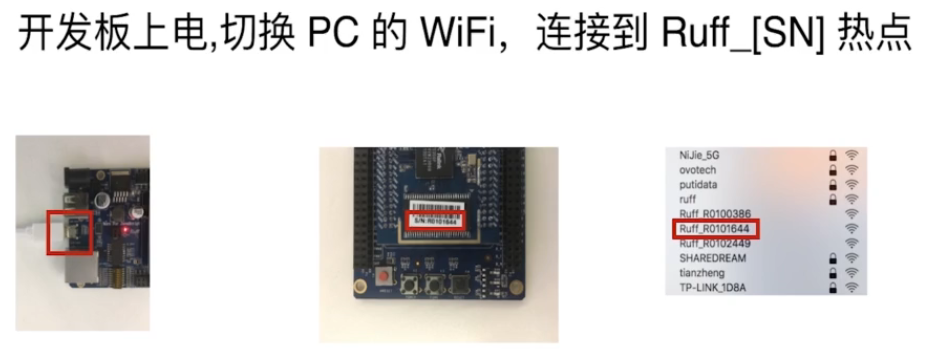 开发板上电,切换 PC 的 WiFi，连接到 Ruff_[SN] 热点
S/N:R0101644
NiJie_5G
ovotech
putidata
ruff
Ruff_R0100386
Ruff_R0101644
Ruff_R0102449
SHAREDREAM
tianzheng
TP-LINK_1D8A